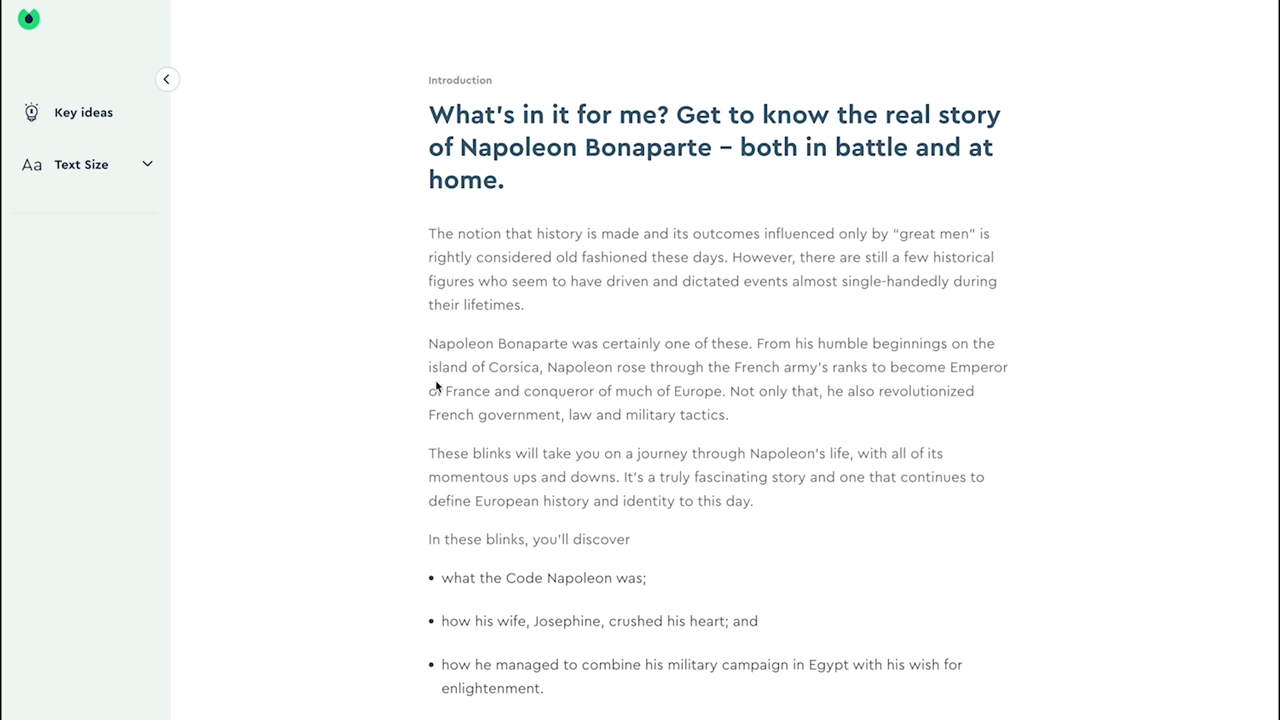 Key ideas
Aa Text Size
Introduction
What's in it for me? Get to know the real story
of Napoleon Bonaparte – both in battle and at
home.
The notion that history is made and its outcomes influenced only by “great men” is
rightly considered old fashioned these days. However, there are still a few historical
figures who seem to have driven and dictated events almost single-handedly during
their lifetimes.
Napoleon Bonaparte was certainly one of these. From his humble beginnings on the
island of Corsica, Napoleon rose through the French army's ranks to become Emperor
of France and conqueror of much of Europe. Not only that, he also revolutionized
French government, law and military tactics.
These blinks will take you on a journey through Napoleon's life, with all of its
momentous ups and downs. It's a truly fascinating story and one that continues to
define European history and identity to this day.
In these blinks, you'll discover
• what the Code Napoleon was;
• how his wife, Josephine, crushed his heart; and
• how he managed to combine his military campaign in Egypt with his wish for
enlightenment.